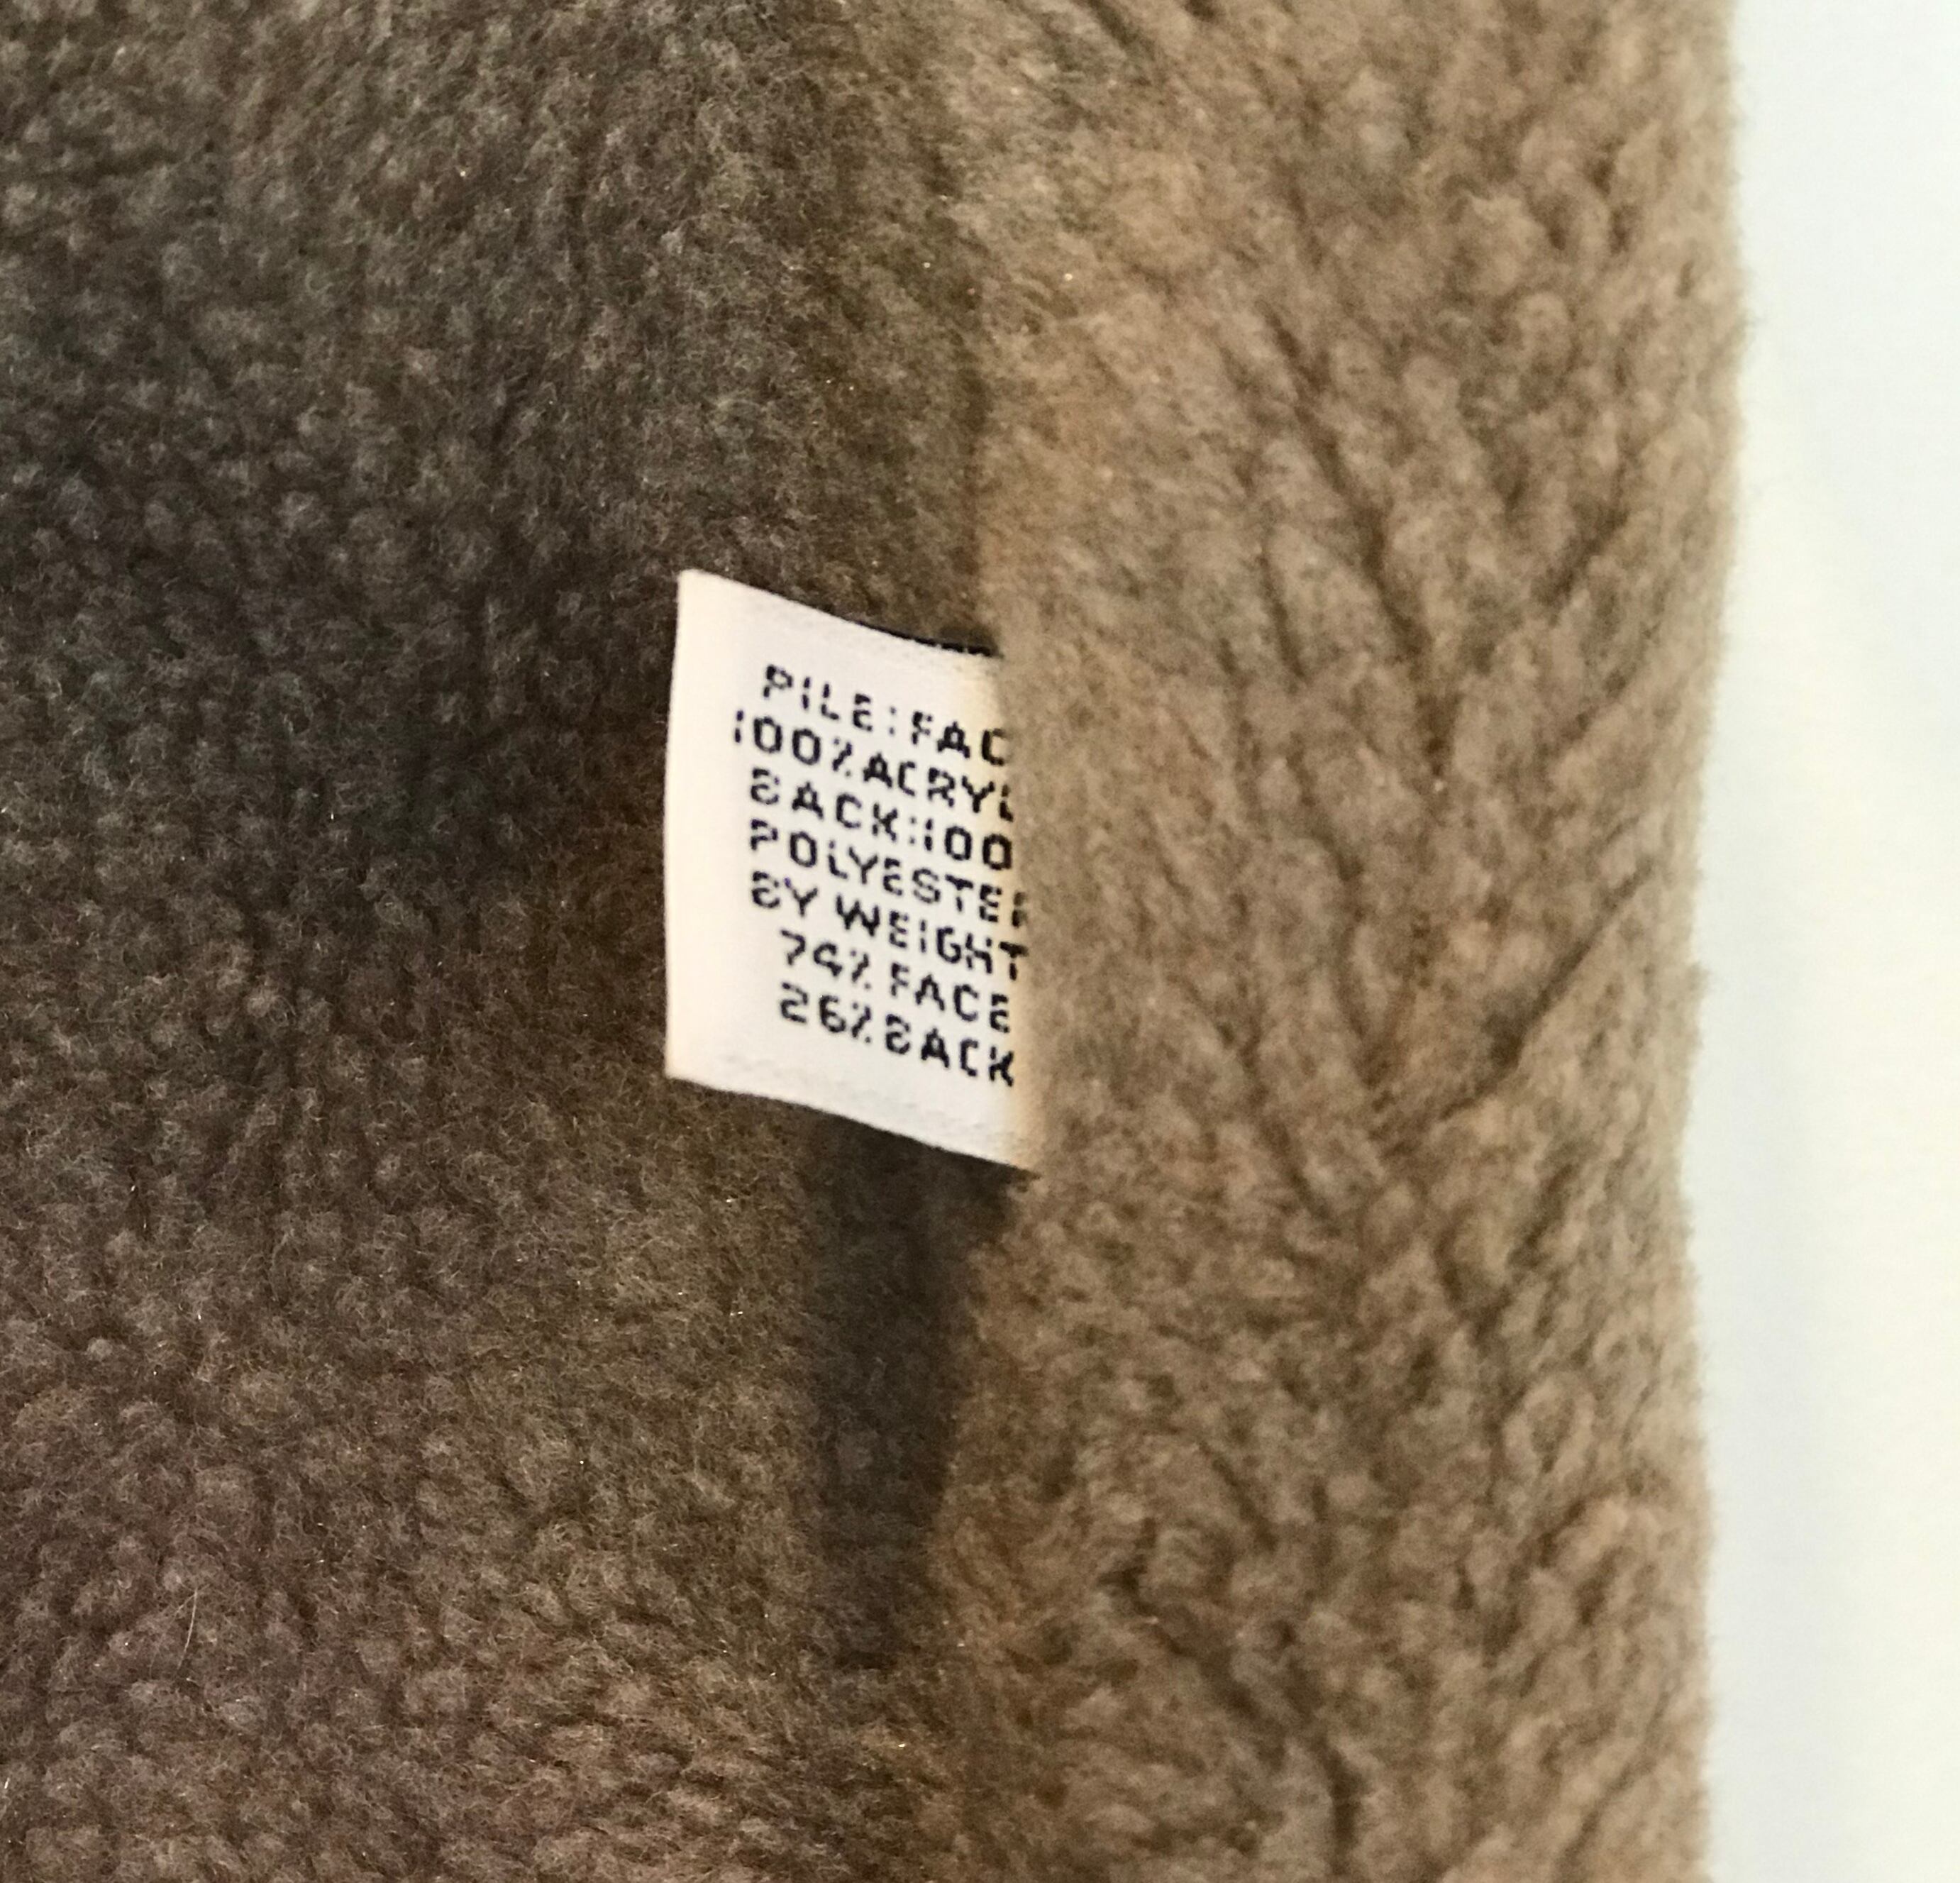 PILE:FAC
100%ACRYL
BACK:100
POLYESTER
BY WEIGHT
74% FACE
26%BACK